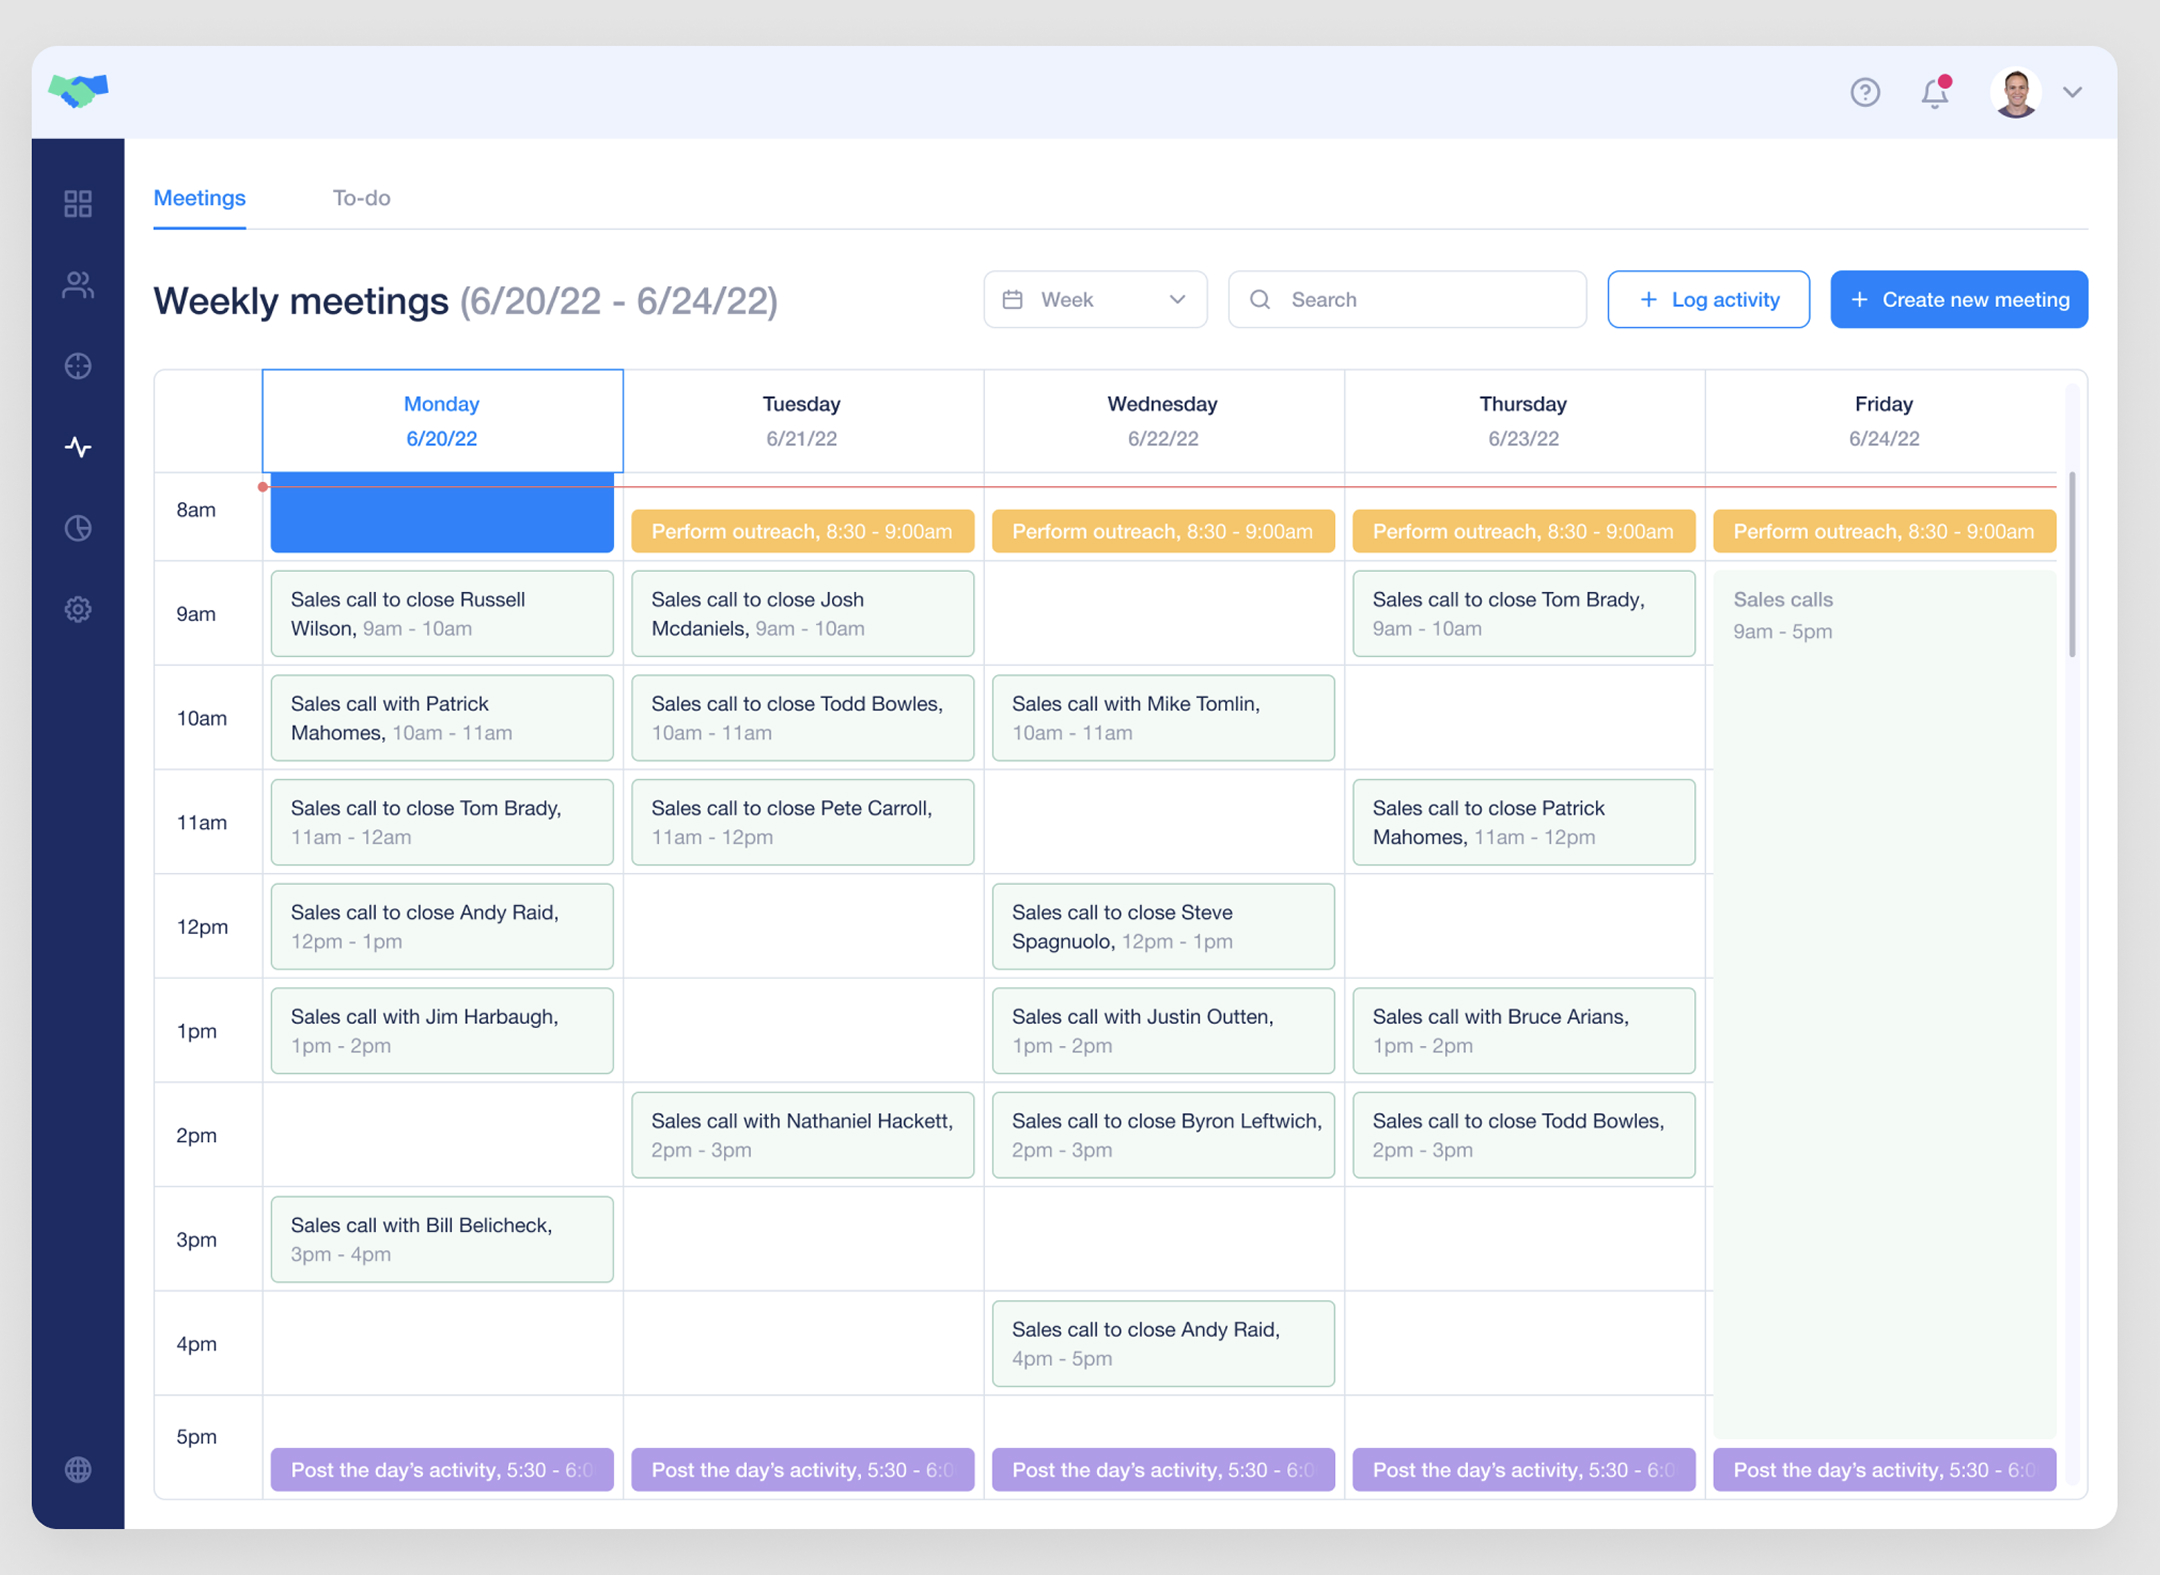 Meetings
To-do
Weekly meetings (6/20/22 - 6/24/22)
Week
Search
+ Log activity
+ Create new meeting
Monday
6/20/22
Tuesday
6/21/22
Wednesday
6/22/22
Thursday
6/23/22
Friday
6/24/22
8am
Perform outreach, 8:30 - 9:00am
Perform outreach, 8:30 - 9:00am
Perform outreach, 8:30 - 9:00am
Perform outreach, 8:30 - 9:00am
9am
Sales call to close Russell
Wilson, 9am - 10am
Sales call to close Josh
Mcdaniels, 9am - 10am
Sales call to close Tom Brady,
9am - 10am
Sales calls
9am - 5pm
10am
Sales call with Patrick
Mahomes, 10am - 11am
Sales call to close Todd Bowles,
10am - 11am
Sales call with Mike Tomlin,
10am - 11am
11am
Sales call to close Tom Brady,
11am - 12am
Sales call to close Pete Carroll,
11am - 12pm
Sales call to close Patrick
Mahomes, 11am - 12pm
12pm
Sales call to close Andy Raid,
12pm - 1pm
Sales call to close Steve
Spagnuolo, 12pm - 1pm
1pm
Sales call with Jim Harbaugh,
1pm - 2pm
Sales call with Justin Outten,
1pm - 2pm
Sales call with Bruce Arians,
1pm - 2pm
2pm
Sales call with Nathaniel Hackett,
2pm - 3pm
Sales call to close Byron Leftwich,
2pm - 3pm
Sales call to close Todd Bowles,
2pm - 3pm
3pm
Sales call with Bill Belicheck,
3pm - 4pm
4pm
Sales call to close Andy Raid,
4pm - 5pm
5pm
Post the day’s activity, 5:30 - 6:0
Post the day’s activity, 5:30 - 6:0
Post the day’s activity, 5:30 - 6:0
Post the day’s activity, 5:30 - 6:0
Post the day’s activity, 5:30 - 6:0